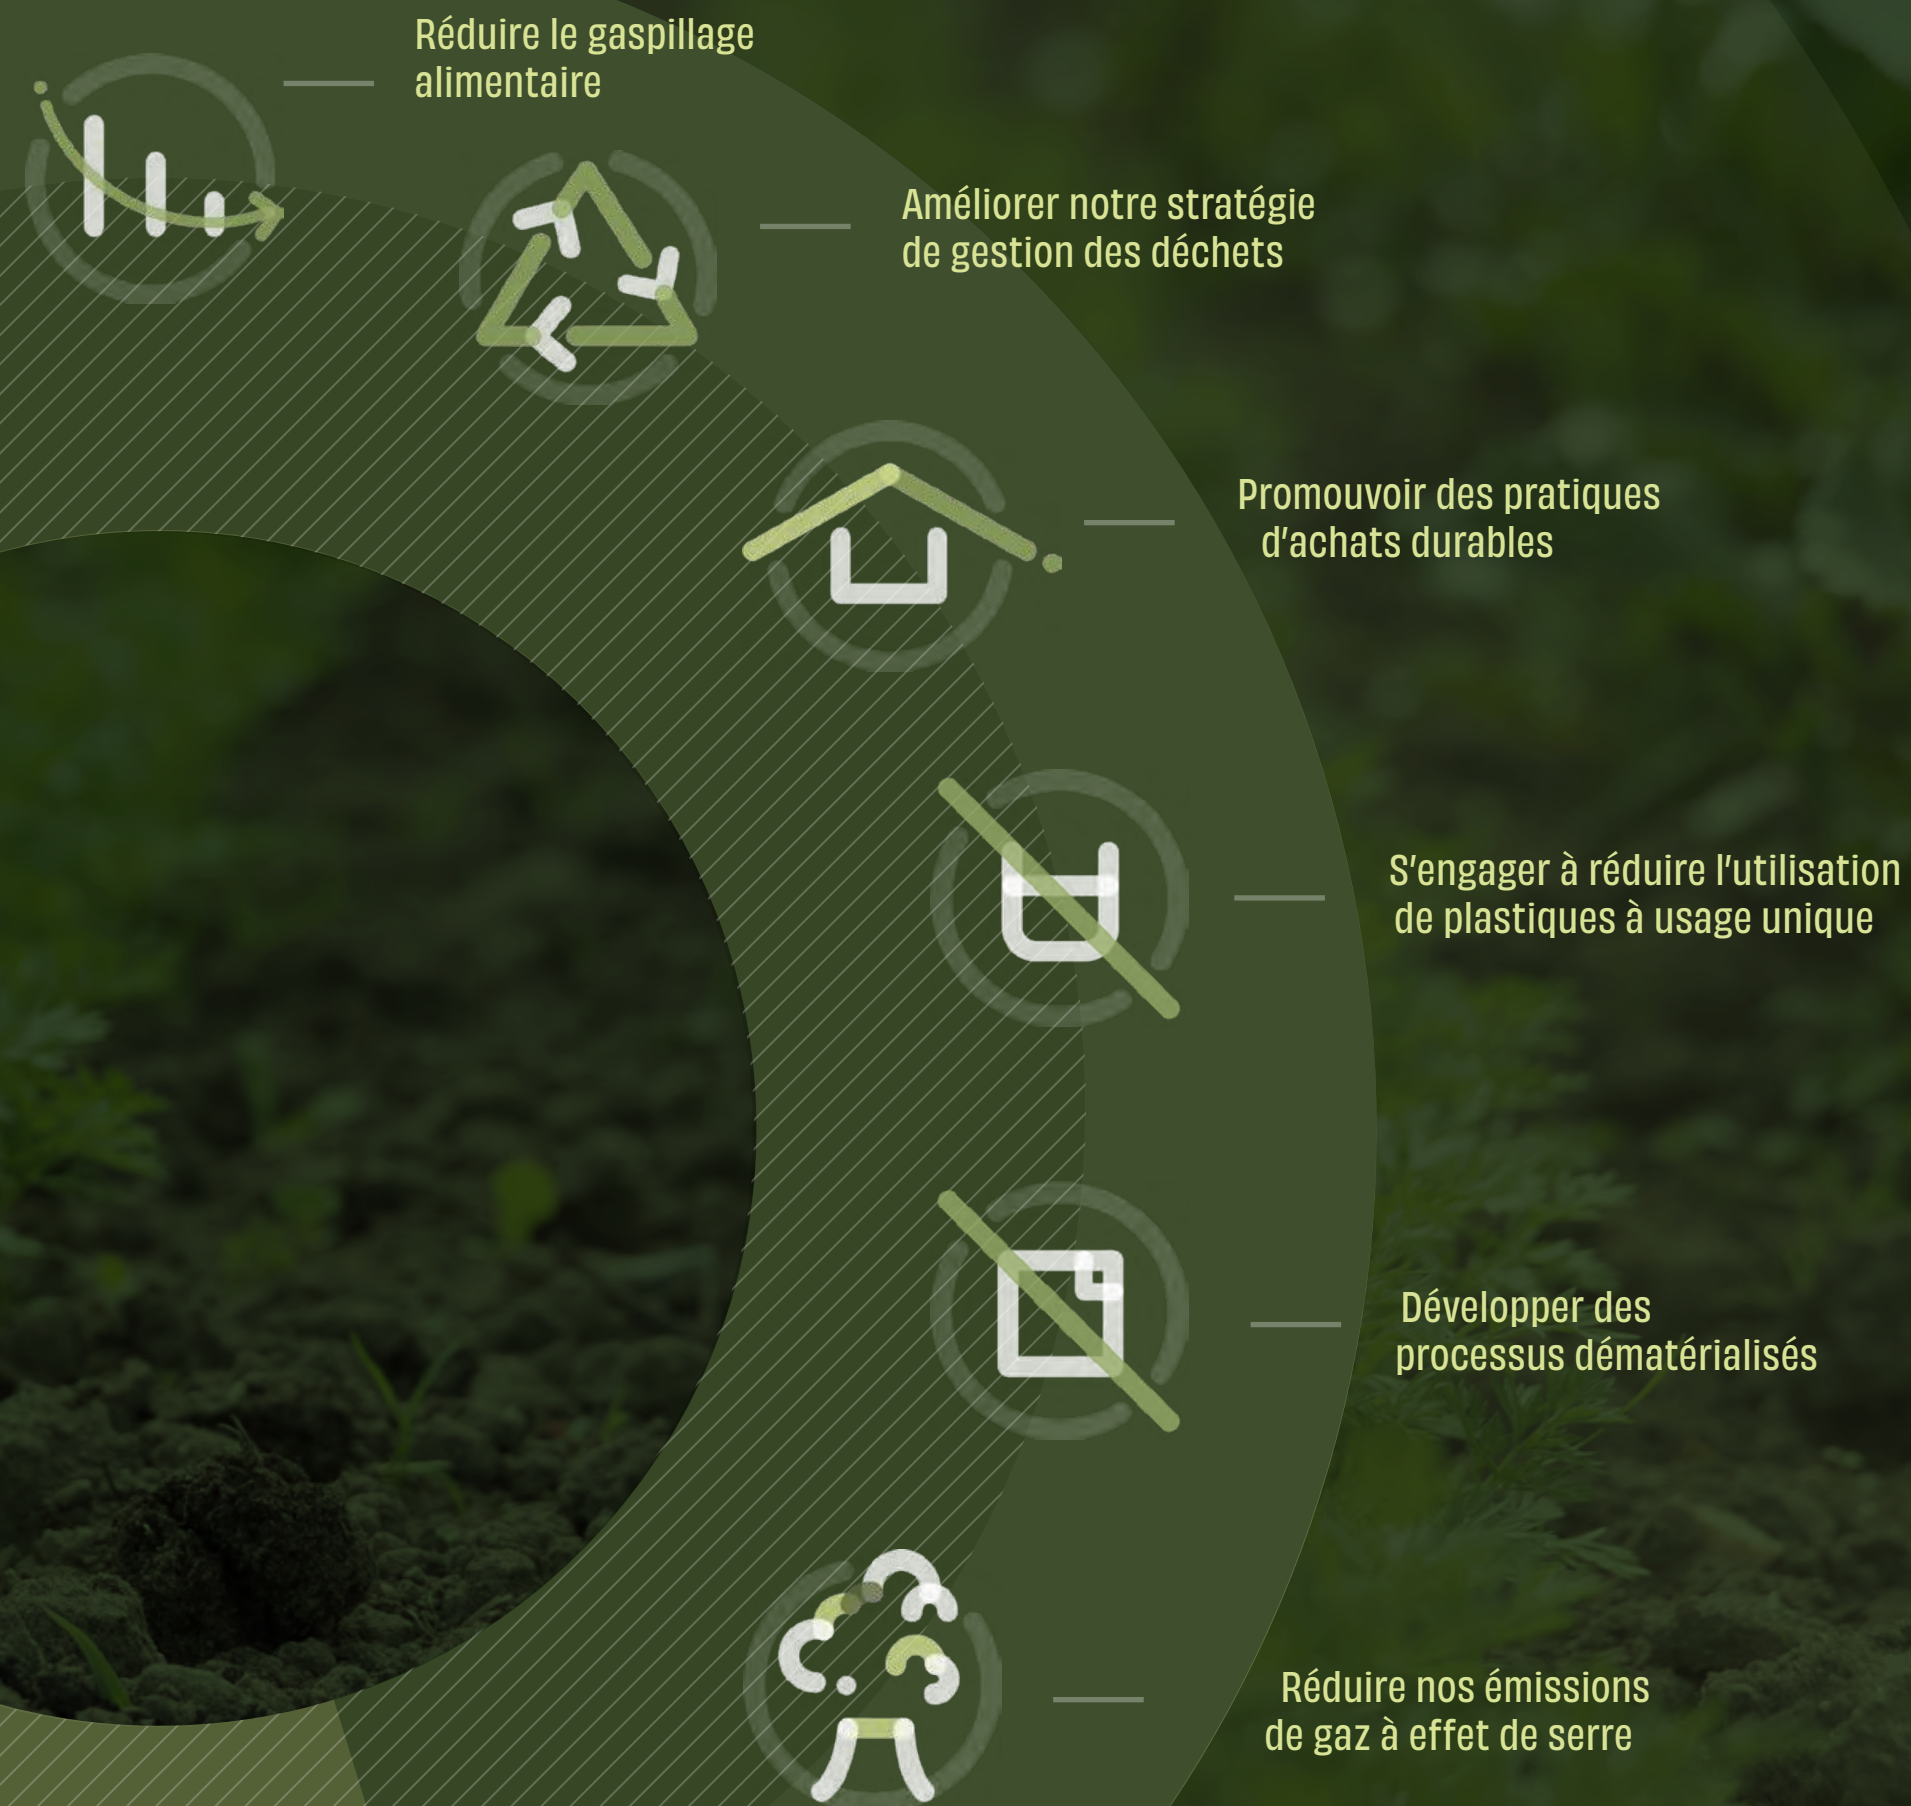 Réduire le gaspillage
alimentaire
Améliorer notre stratégie
de gestion des déchets
Promouvoir des pratiques
d’achats durables
S’engager à réduire l’utilisation
de plastiques à usage unique
Développer des
processus dématérialisés
Réduire nos émissions
de gaz à effet de serre